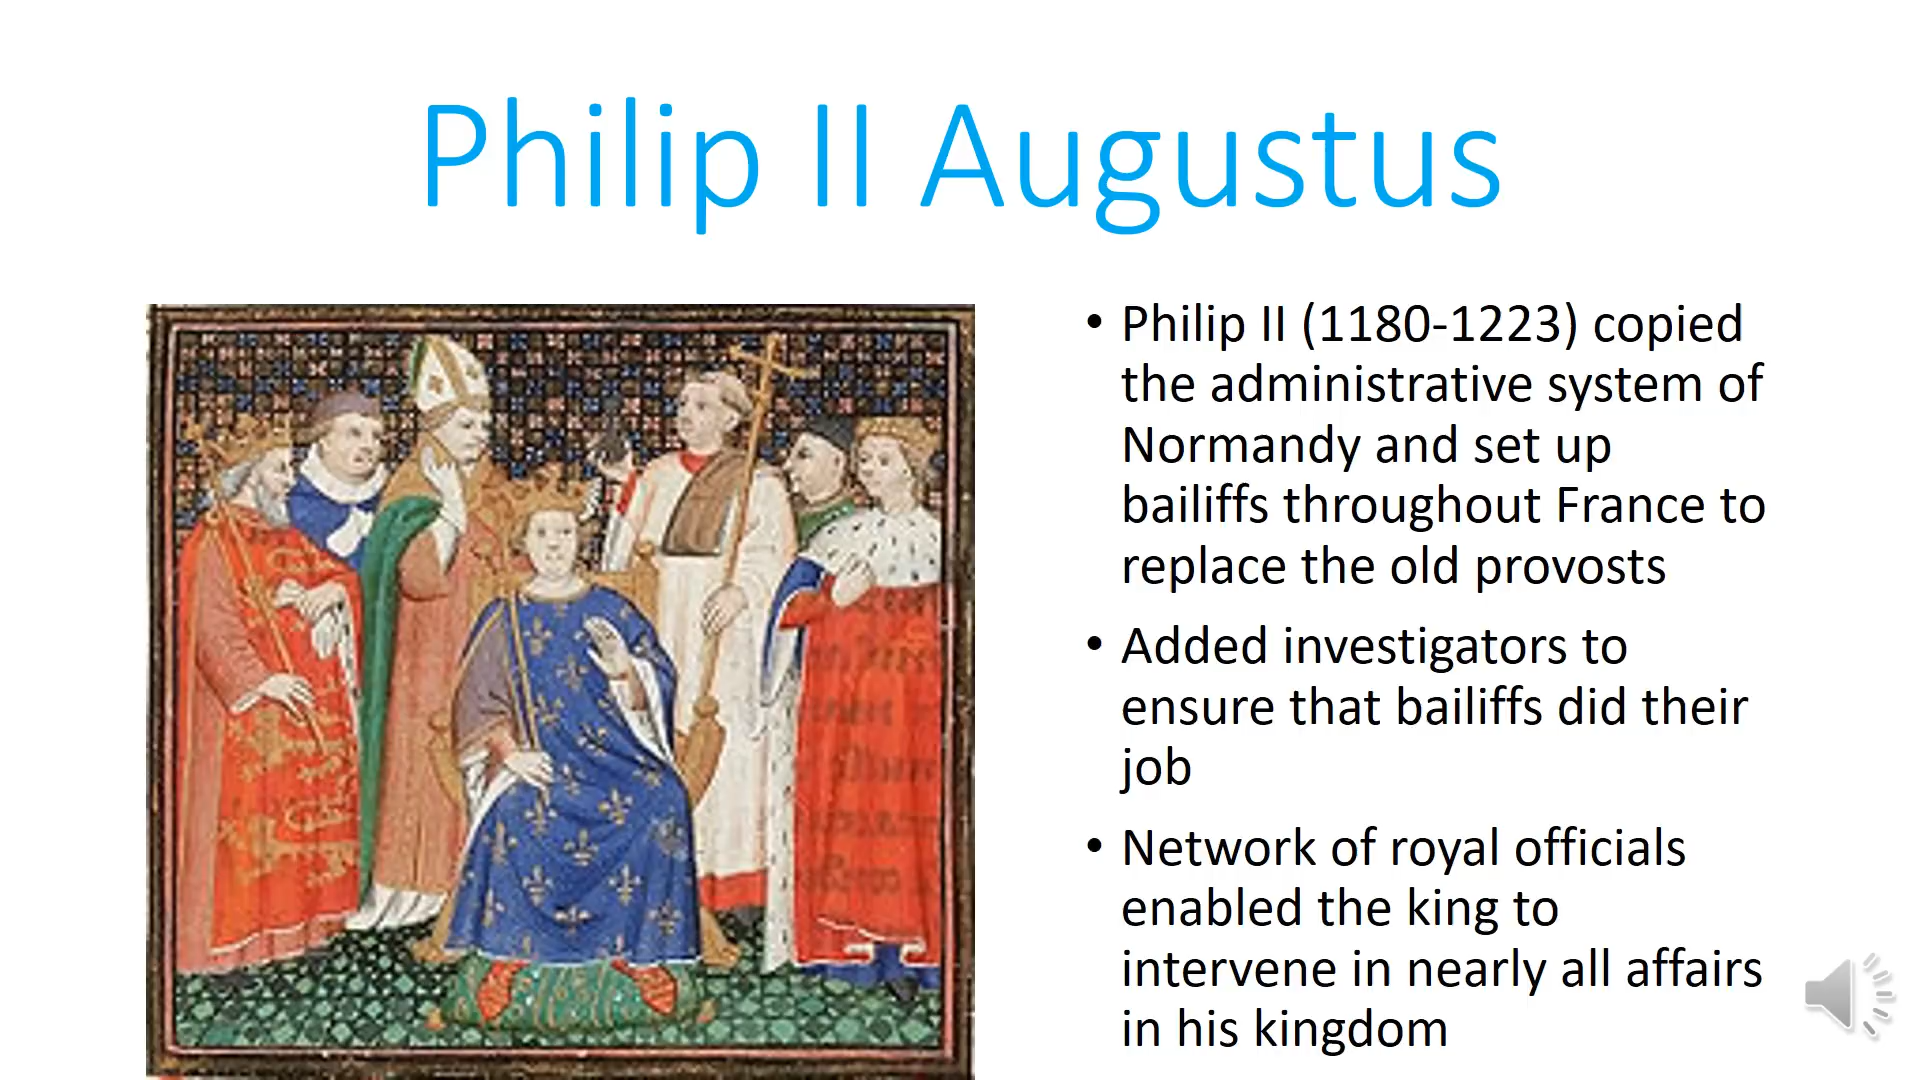 Philip II Augustus
• Philip II (1180-1223) copied
the administrative system of
Normandy and set up
bailiffs throughout France to
replace the old provosts
• Added investigators to
ensure that bailiffs did their
job
• Network of royal officials
enabled the king to
intervene in nearly all affairs
in his kingdom